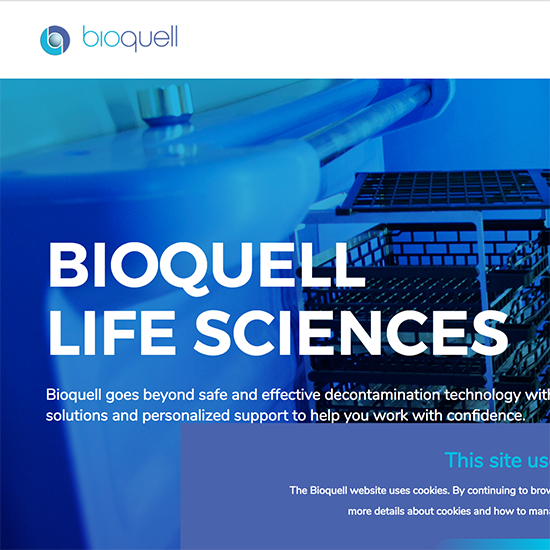 bioquell
BIOQUELL
LIFE SCIENCES
Bioquell goes beyond safe and effective decontamination technology with
solutions and personalized support to help you work with confidence.
This site us
The Bioquell website uses cookies. By continuing to brow
more details about cookies and how to mana